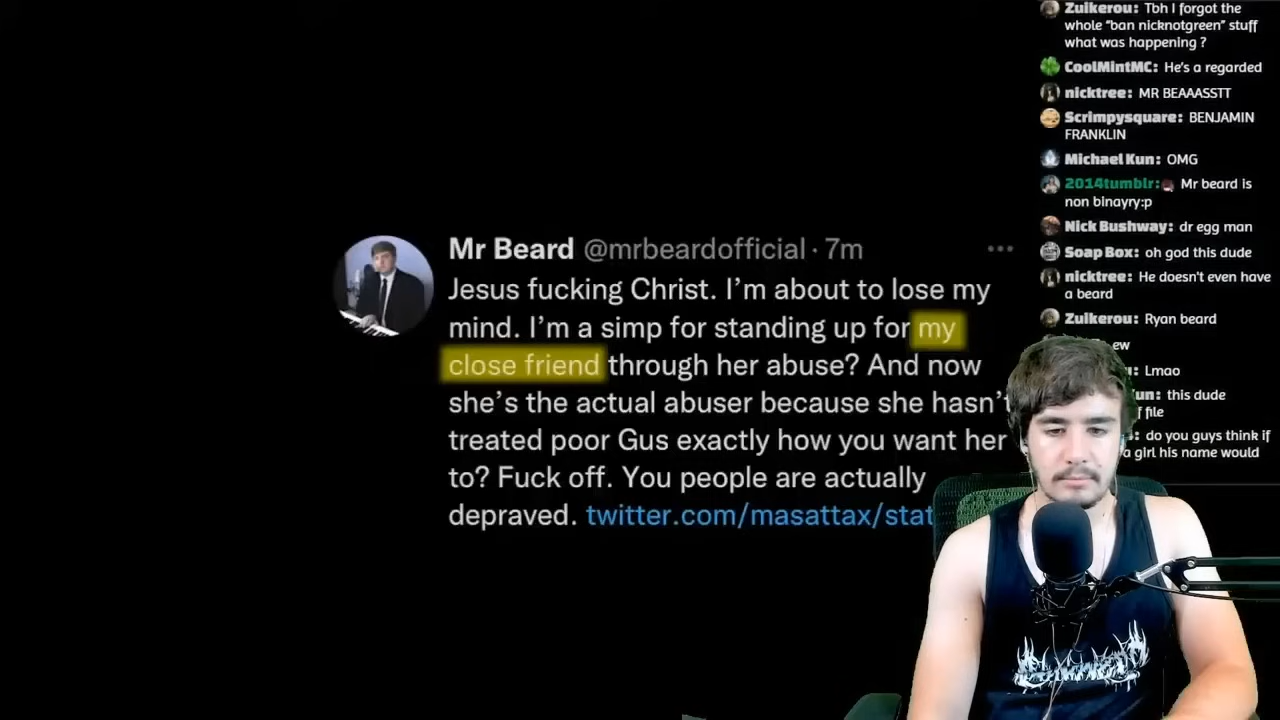 Mr Beard @mrbeardofficial · 7m
Jesus fucking Christ. I'm about to lose my
mind. I'm a simp for standing up for my
close friend through her abuse? And now
she's the actual abuser because she hasn't
treated poor Gus exactly how you want her
to? Fuck off. You people are actually
depraved. twitter.com/masattax/stat
Zuikerou: Tbh I forgot the
whole "ban nicknotgreen" stuff
what was happening ?
CoolMintMC: He's a regarded
nicktree: MR BEAAASSTT
Scrimpysquare: BENJAMIN
FRANKLIN
Michael Kun: OMG
2014tumblr: Mr beard is
non binayry:p
Nick Bushway: dr egg man
Soap Box: oh god this dude
nicktree: He doesn't even have
a beard
Zuikerou: Ryan beard
ew
Lmao
un: this dude
file
do you guys think if
a girl his name would